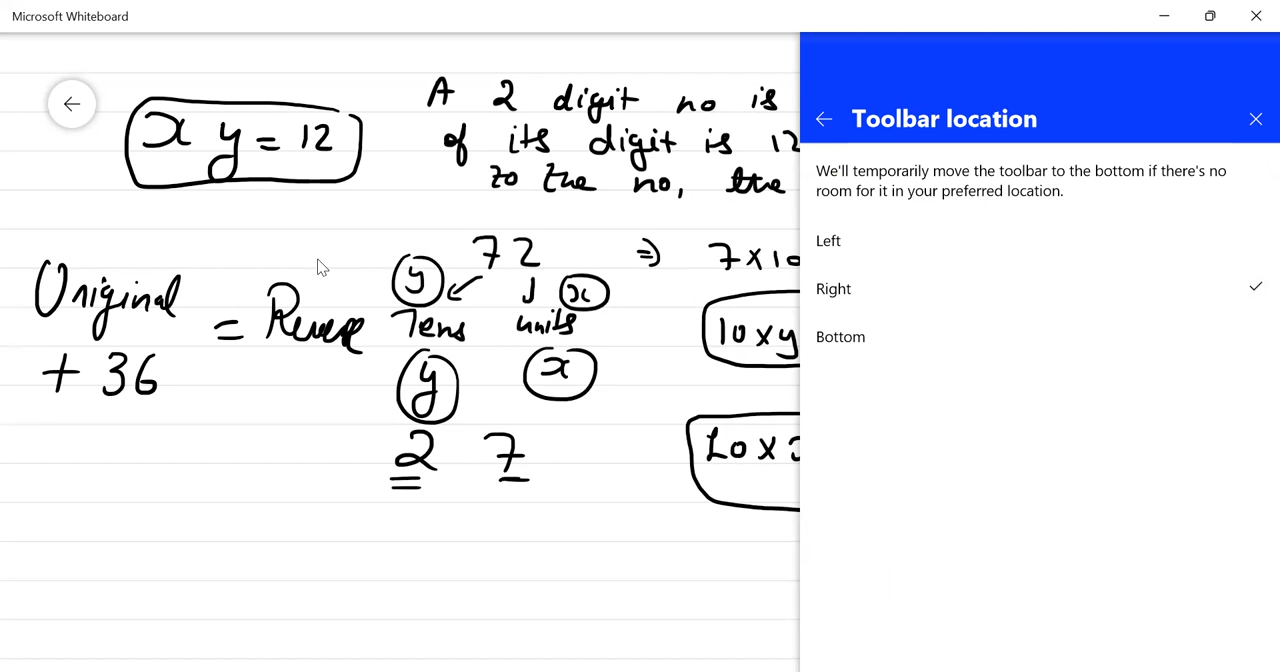 Microsoft Whiteboard
x y = 12
A 2 digit no is
of its digit is 12
to the no, the
Original
+ 36
= Reverse
72
y
x
Tens
units
y
x
2 7
⇒ 7 × 10
10 × y
10 × x
Toolbar location
We'll temporarily move the toolbar to the bottom if there's no
room for it in your preferred location.
Left
Right
Bottom